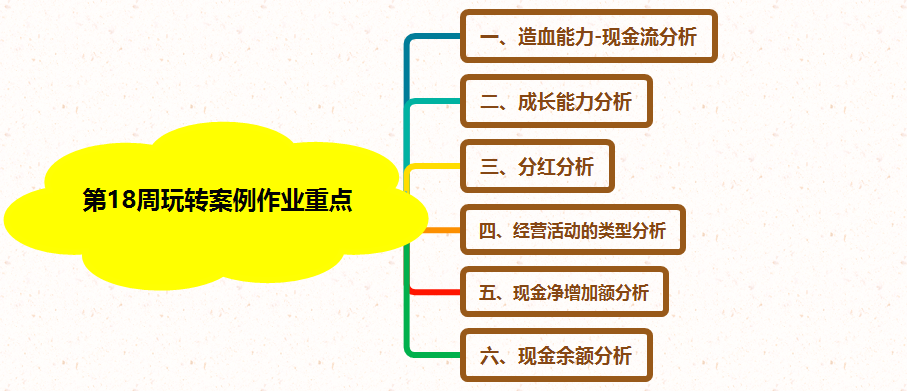 第18周玩转案例作业重点
一、造血能力-现金流分析
二、成长能力分析
三、分红分析
四、经营活动的类型分析
五、现金净增加额分析
六、现金余额分析